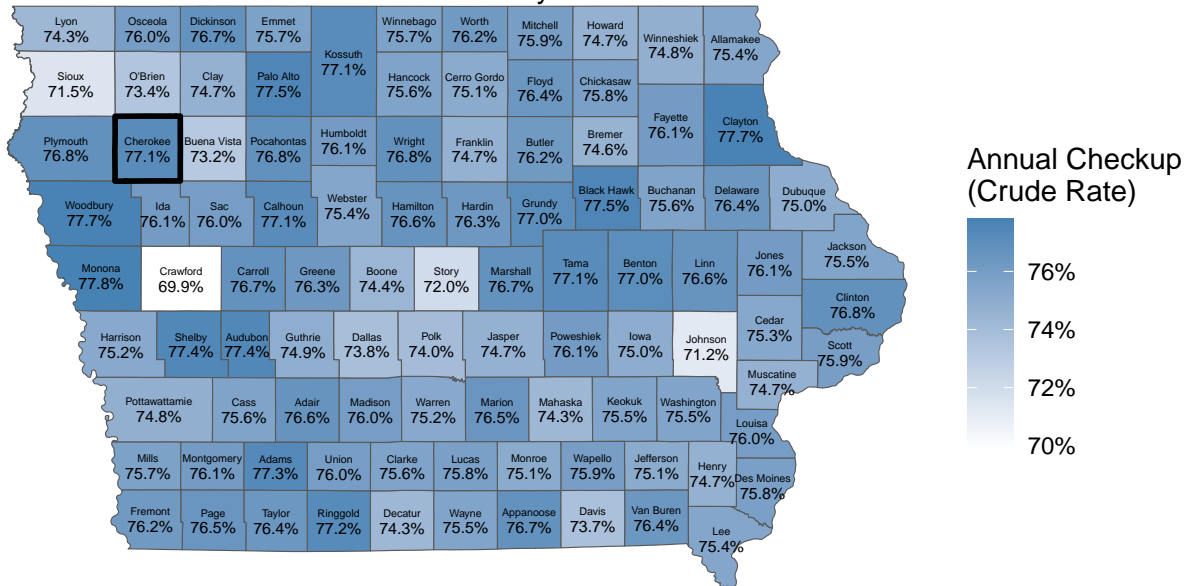 Lyon
74.3%
Osceola
76.0%
Dickinson
76.7%
Emmet
75.7%
Kossuth
77.1%
Winnebago
75.7%
Worth
76.2%
Mitchell
75.9%
Howard
74.7%
Winneshiek
74.8%
Allamakee
75.4%
Sioux
71.5%
O'Brien
73.4%
Clay
74.7%
Palo Alto
77.5%
Hancock
75.6%
Cerro Gordo
75.1%
Floyd
76.4%
Chickasaw
75.8%
Plymouth
76.8%
Cherokee
77.1%
Buena Vista
73.2%
Pocahontas
76.8%
Humboldt
76.1%
Wright
76.8%
Franklin
74.7%
Butler
76.2%
Bremer
74.6%
Fayette
76.1%
Clayton
77.7%
Woodbury
77.7%
Ida
76.1%
Sac
76.0%
Calhoun
77.1%
Webster
75.4%
Hamilton
76.6%
Hardin
76.3%
Grundy
77.0%
Black Hawk
77.5%
Buchanan
75.6%
Delaware
76.4%
Dubuque
75.0%
Monona
77.8%
Crawford
69.9%
Carroll
76.7%
Greene
76.3%
Boone
74.4%
Story
72.0%
Marshall
76.7%
Tama
77.1%
Benton
77.0%
Linn
76.6%
Jones
76.1%
Jackson
75.5%
Clinton
76.8%
Harrison
75.2%
Shelby
77.4%
Audubon
77.4%
Guthrie
74.9%
Dallas
73.8%
Polk
74.0%
Jasper
74.7%
Poweshiek
76.1%
Iowa
75.0%
Johnson
71.2%
Cedar
75.3%
Scott
75.9%
Muscatine
74.7%
Pottawattamie
74.8%
Cass
75.6%
Adair
76.6%
Madison
76.0%
Warren
75.2%
Marion
76.5%
Mahaska
74.3%
Keokuk
75.5%
Washington
75.5%
Louisa
76.0%
Mills
75.7%
Montgomery
76.1%
Adams
77.3%
Union
76.0%
Clarke
75.6%
Lucas
75.8%
Monroe
75.1%
Wapello
75.9%
Jefferson
75.1%
Henry
74.7%
Des Moines
75.8%
Fremont
76.2%
Page
76.5%
Taylor
76.4%
Ringgold
77.2%
Decatur
74.3%
Wayne
75.5%
Appanoose
76.7%
Davis
73.7%
Van Buren
76.4%
Lee
75.4%
Annual Checkup
(Crude Rate)
76%
74%
72%
70%